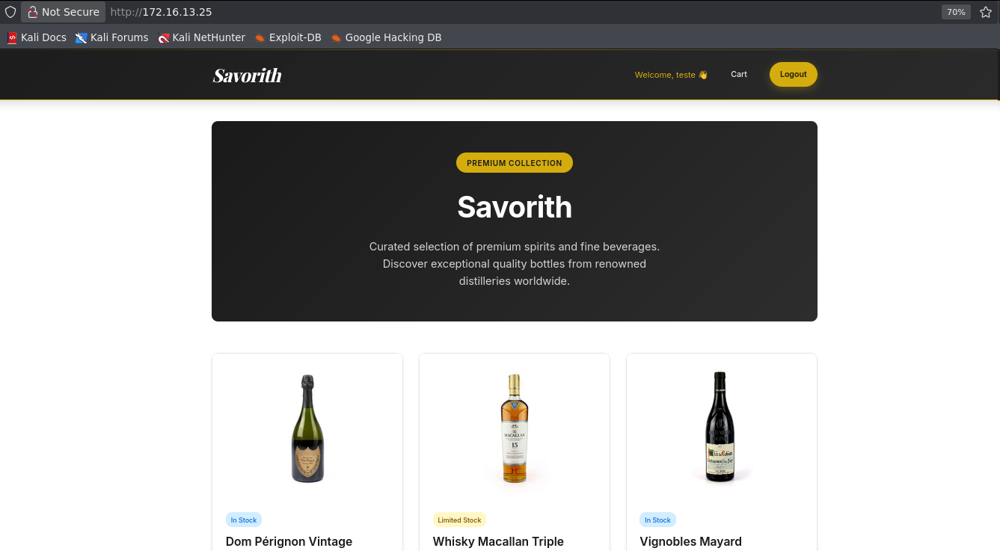 Not Secure http://172.16.13.25 70%
Kali Docs Kali Forums Kali NetHunter Exploit-DB Google Hacking DB
Savorith Welcome, teste 👋 Cart Logout
PREMIUM COLLECTION
Savorith
Curated selection of premium spirits and fine beverages.
Discover exceptional quality bottles from renowned
distilleries worldwide.
MACALLAN
15
In Stock Limited Stock In Stock
Dom Pérignon Vintage Whisky Macallan Triple Vignobles Mayard